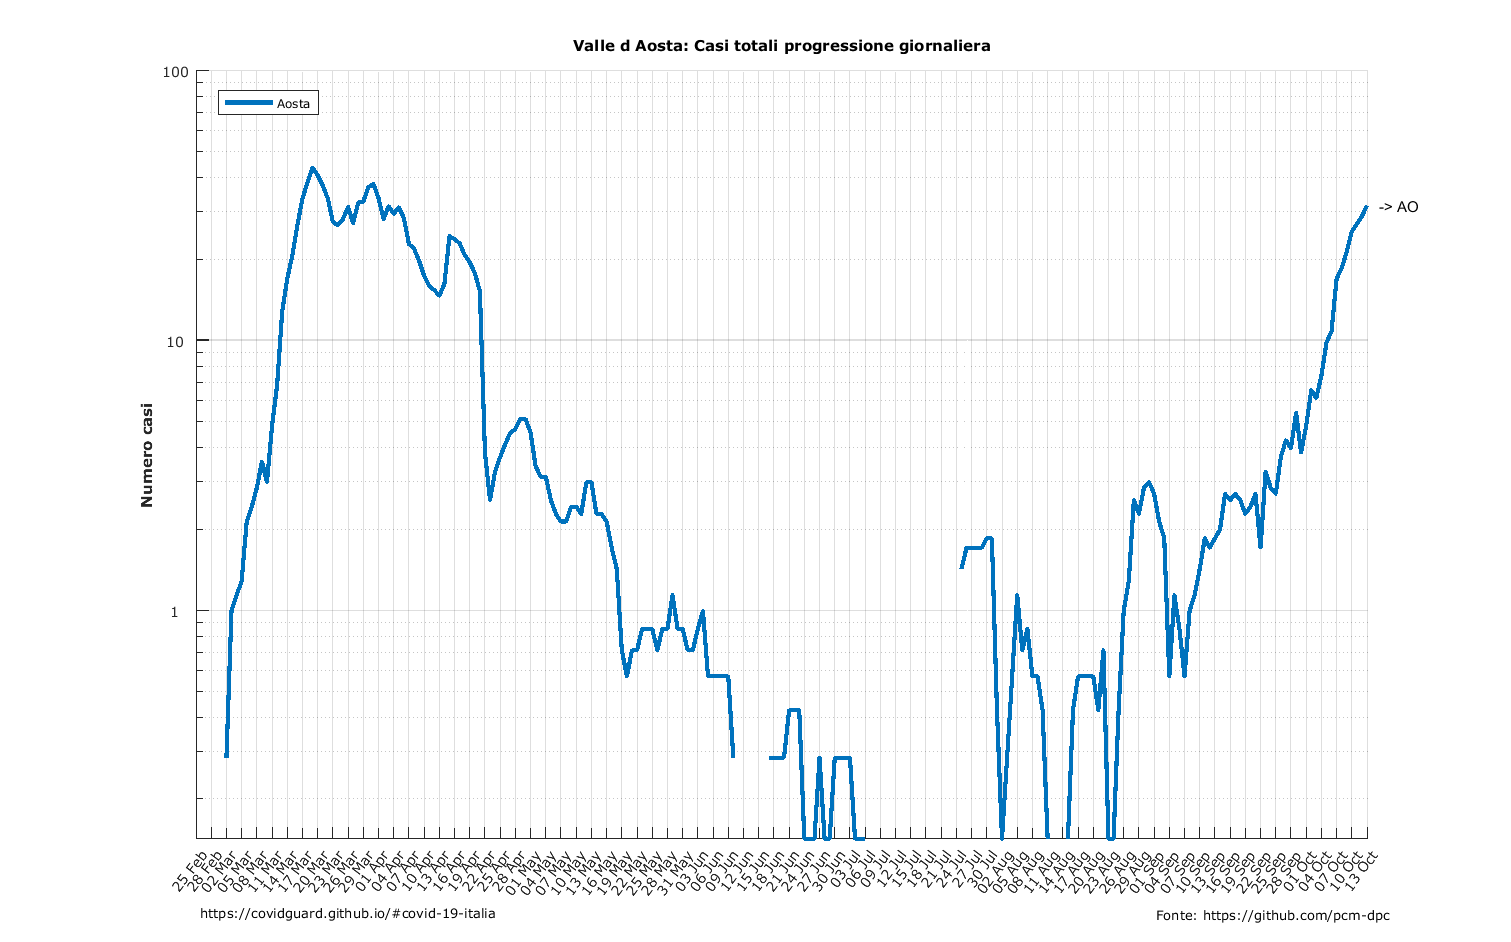 Valle d Aosta: Casi totali progressione giornaliera
100
Aosta
-> AO
10
Numero casi
1
25 Feb
28 Feb
02 Mar
05 Mar
08 Mar
11 Mar
14 Mar
17 Mar
20 Mar
23 Mar
26 Mar
29 Mar
01 Apr
04 Apr
07 Apr
10 Apr
13 Apr
16 Apr
19 Apr
22 Apr
25 Apr
28 Apr
01 May
04 May
07 May
10 May
13 May
16 May
19 May
22 May
25 May
28 May
31 May
03 Jun
06 Jun
09 Jun
12 Jun
15 Jun
18 Jun
21 Jun
24 Jun
27 Jun
30 Jun
03 Jul
06 Jul
09 Jul
12 Jul
15 Jul
18 Jul
21 Jul
24 Jul
27 Jul
30 Jul
02 Aug
05 Aug
08 Aug
11 Aug
14 Aug
17 Aug
20 Aug
23 Aug
26 Aug
29 Aug
01 Sep
04 Sep
07 Sep
10 Sep
13 Sep
16 Sep
19 Sep
22 Sep
25 Sep
28 Sep
01 Oct
04 Oct
07 Oct
10 Oct
13 Oct
https://covidguard.github.io/#covid-19-italia
Fonte: https://github.com/pcm-dpc